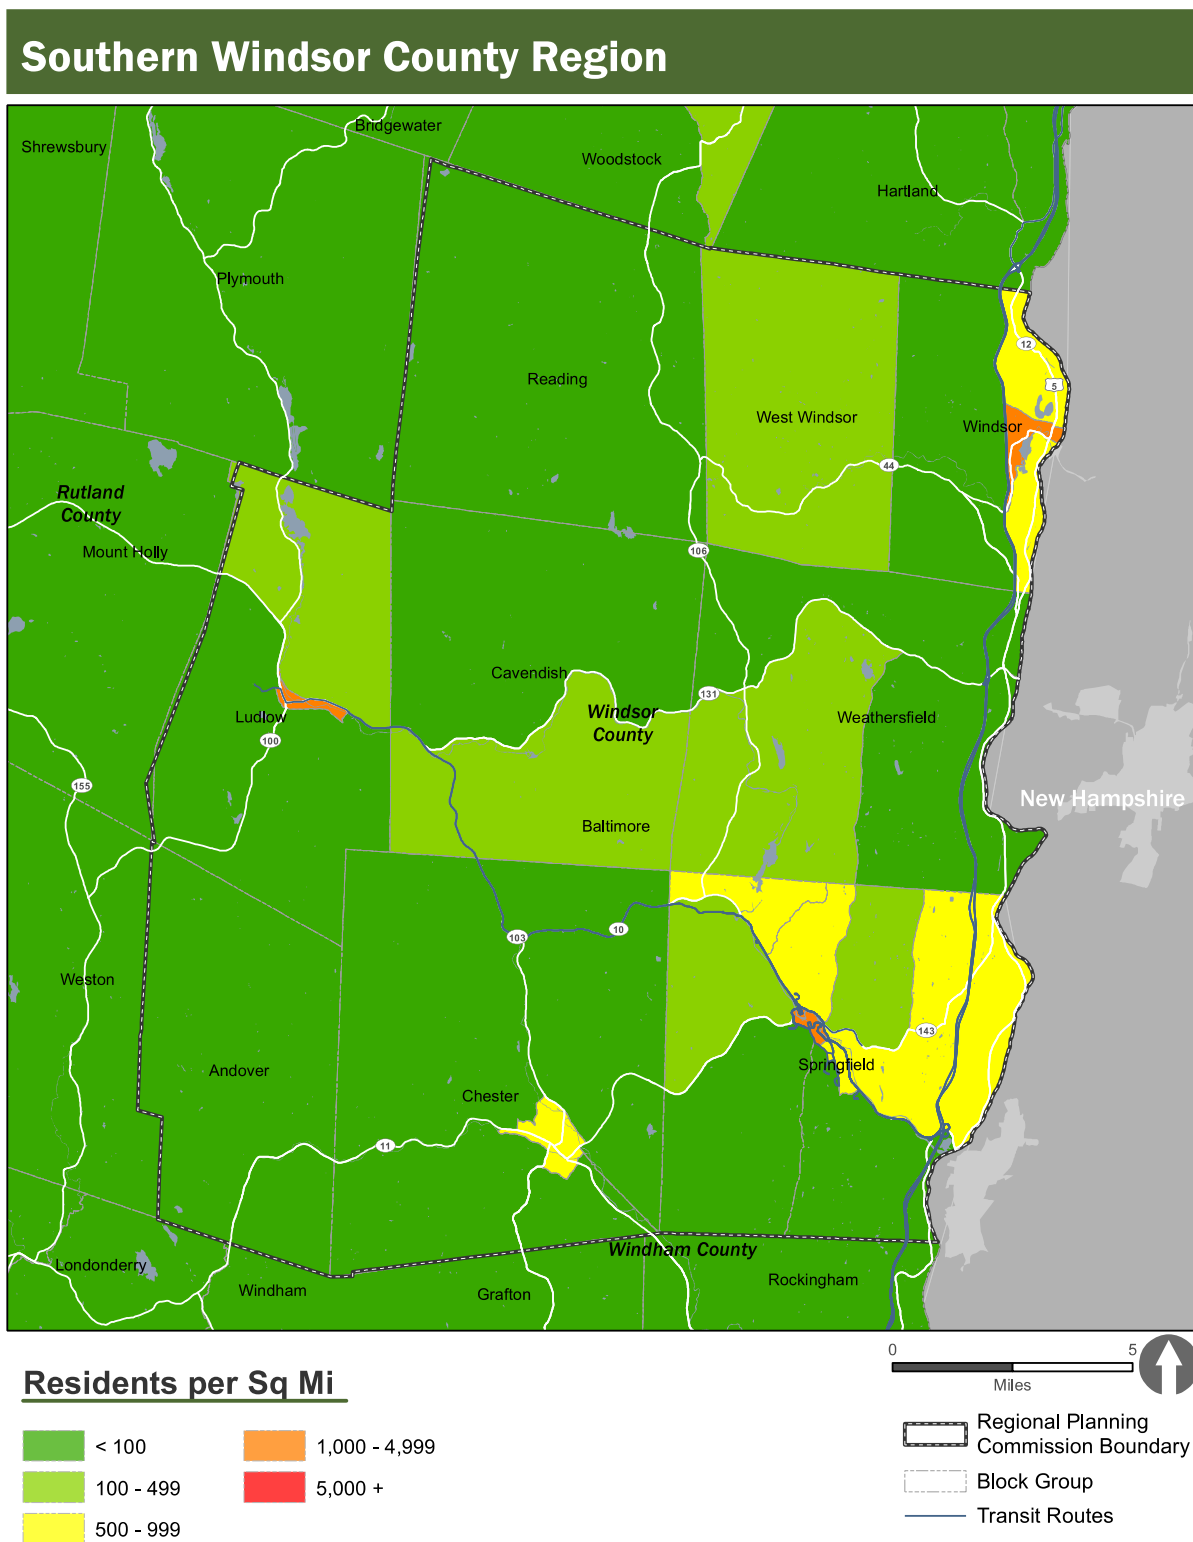 Southern Windsor County Region
Bridgewater
Shrewsbury
Woodstock
Hartland
Plymouth
12
Reading
5
West Windsor
Windsor
44
Rutland
County
Mount Holly
106
Cavendish
131
Windsor
County
Ludlow
Weathersfield
100
155
New Hampshire
Baltimore
10
103
Weston
143
Springfield
Andover
Chester
11
Windham County
Londonderry
Rockingham
Windham
Grafton
0 5
Miles
Residents per Sq Mi
< 100
100 - 499
500 - 999
1,000 - 4,999
5,000 +
Regional Planning
Commission Boundary
Block Group
Transit Routes